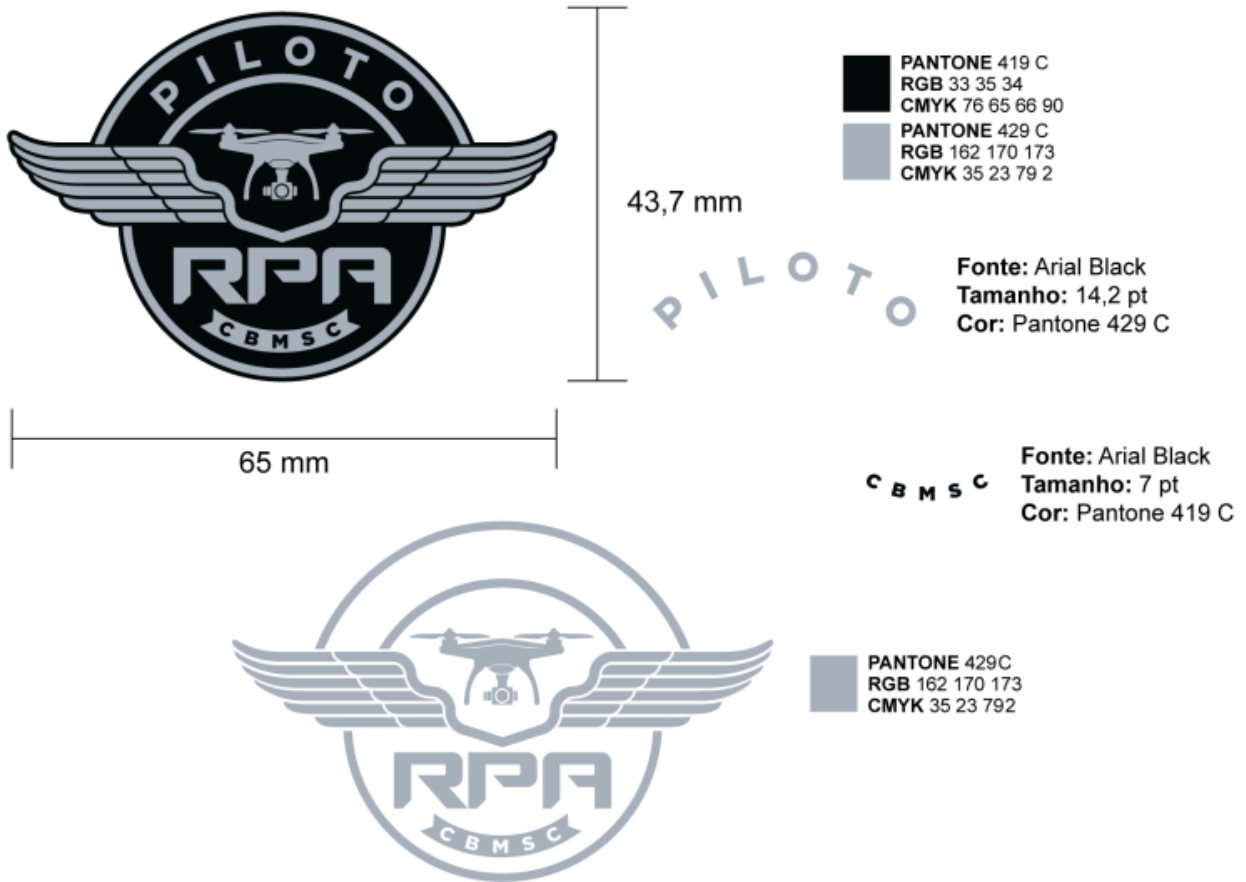 PILOTO
RPA
CBMSC
43,7 mm
65 mm
PANTONE 419 C
RGB 33 35 34
CMYK 76 65 66 90
PANTONE 429 C
RGB 162 170 173
CMYK 35 23 79 2
PILOTO
Fonte: Arial Black
Tamanho: 14,2 pt
Cor: Pantone 429 C
CBMSC
Fonte: Arial Black
Tamanho: 7 pt
Cor: Pantone 419 C
RPA
CBMSC
PANTONE 429C
RGB 162 170 173
CMYK 35 23 792